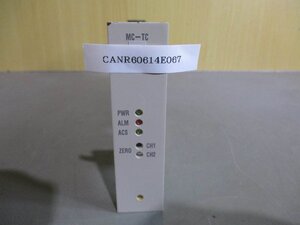 MC-TC
CANR60614E067
PWR
ALM
ACS
CH1
ZERO
CH2